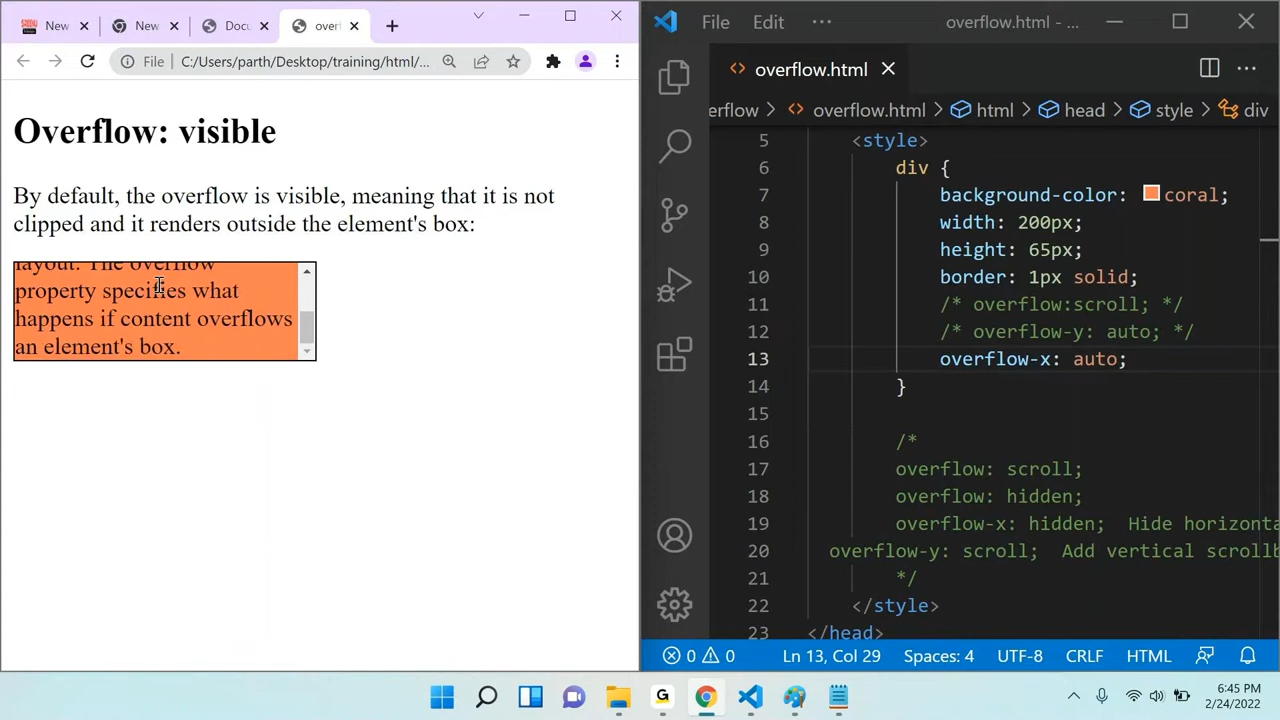 New
New
Docu
over
File
C:/Users/parth/Desktop/training/html/...
Overflow: visible
By default, the overflow is visible, meaning that it is not
clipped and it renders outside the element's box:
layout. The overflow
property specifies what
happens if content overflows
an element's box.
File Edit ··· overflow.html - ...
overflow.html
erflow > overflow.html > html > head > style > div
5 <style>
6 div {
7 background-color: coral;
8 width: 200px;
9 height: 65px;
10 border: 1px solid;
11 /* overflow:scroll; */
12 /* overflow-y: auto; */
13 overflow-x: auto;
14 }
15
16 /*
17 overflow: scroll;
18 overflow: hidden;
19 overflow-x: hidden; Hide horizonta
20 overflow-y: scroll; Add vertical scrollb
21 */
22 </style>
23 </head>
0 0 Ln 13, Col 29 Spaces: 4 UTF-8 CRLF HTML
G
6:45 PM
2/24/2022